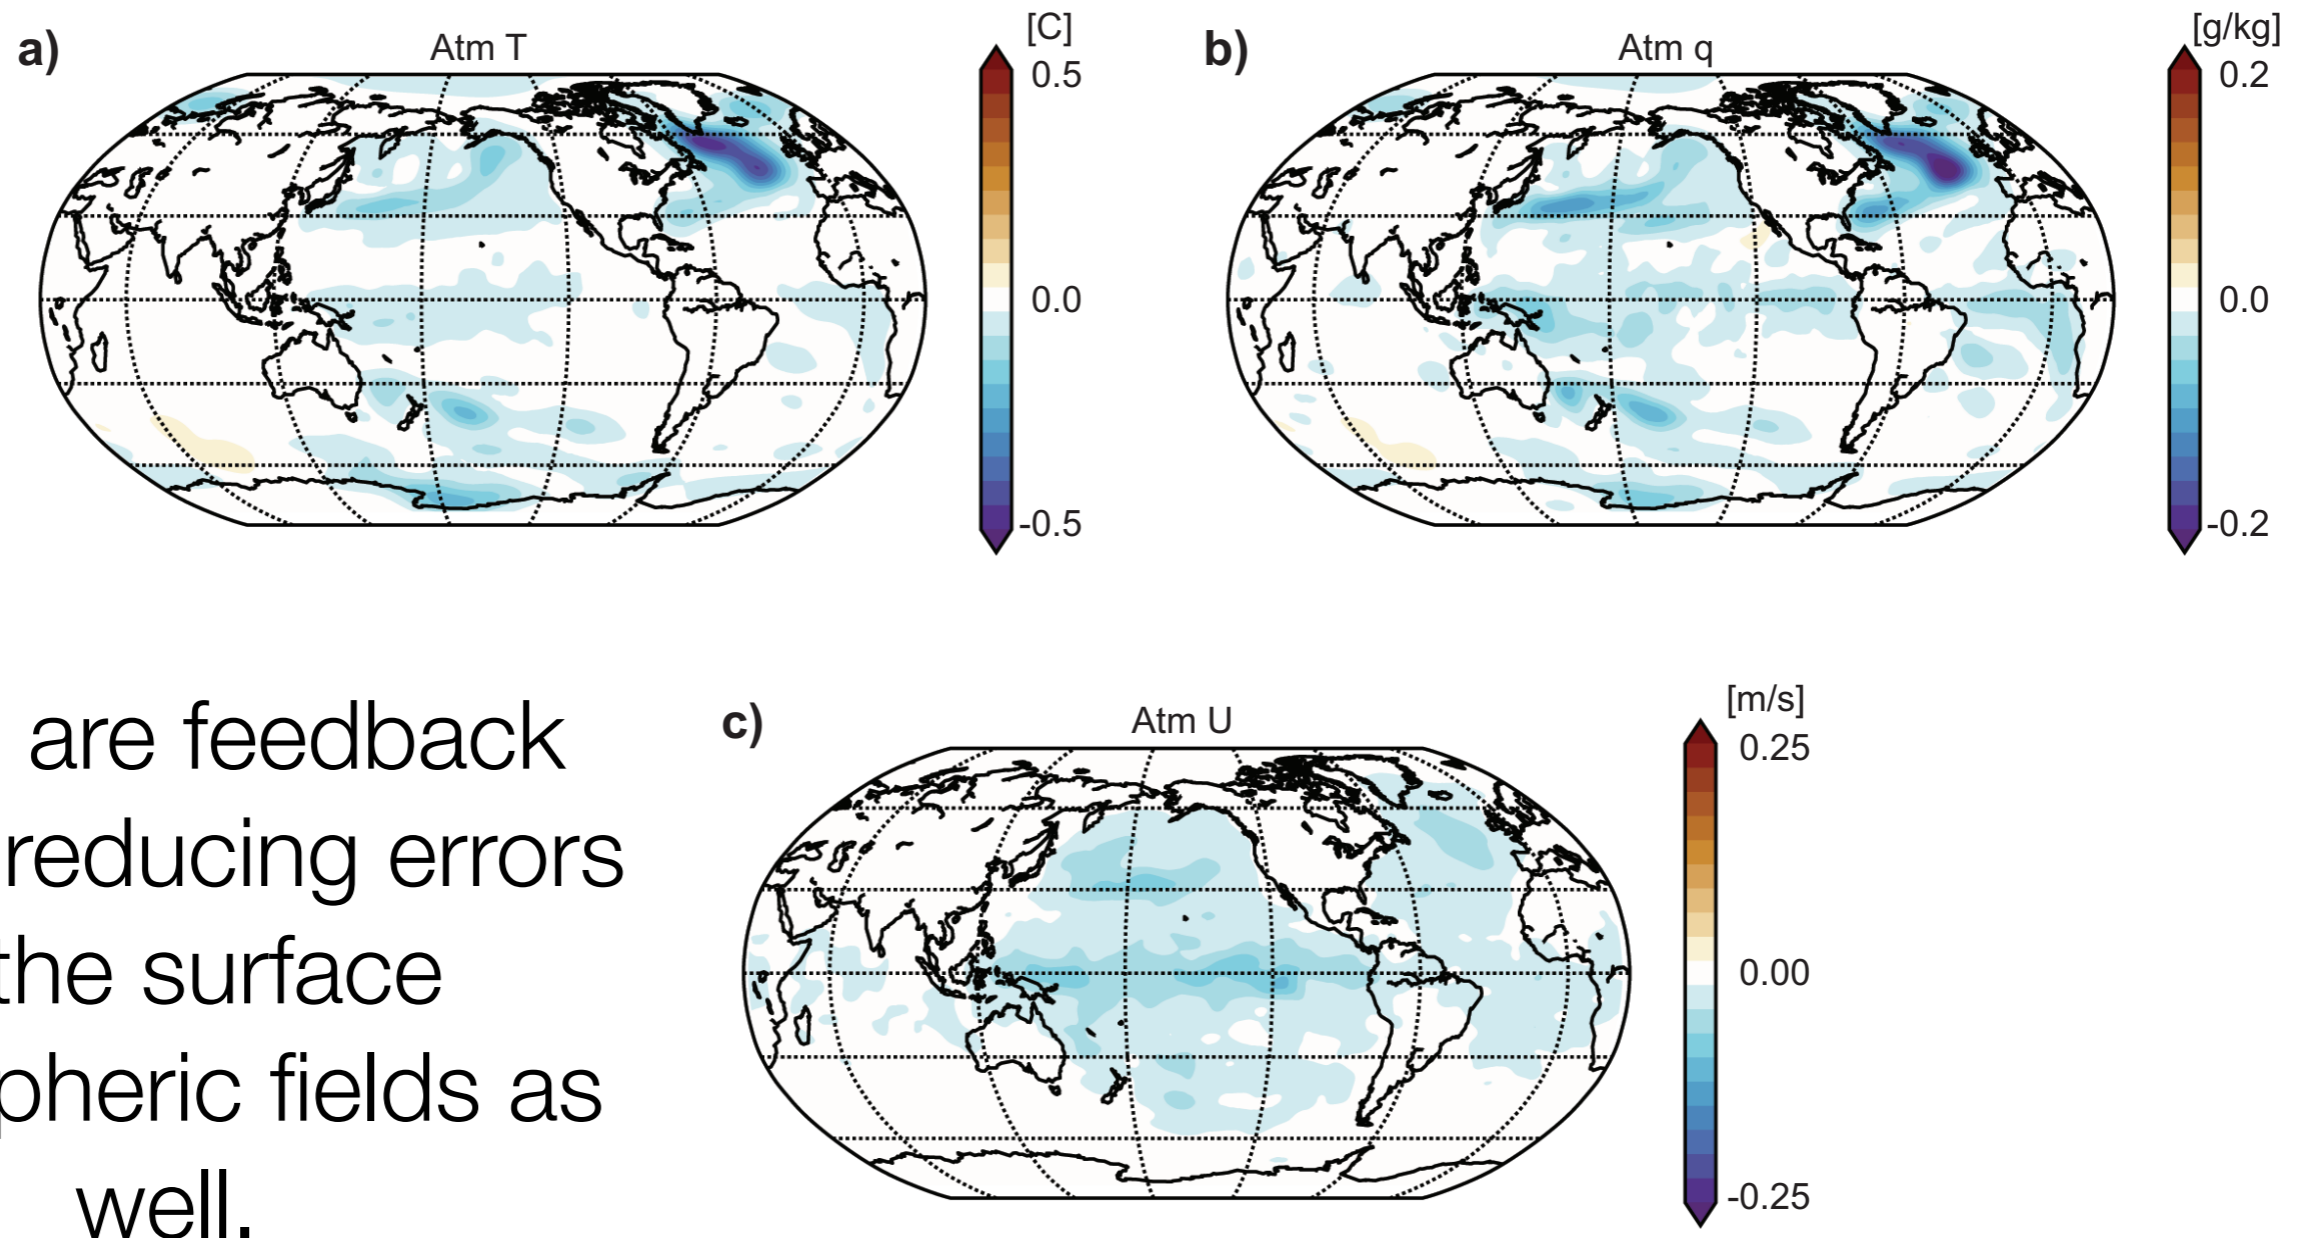 a)
Atm T
[C]
0.5
0.0
-0.5
b)
Atm q
[g/kg]
0.2
0.0
-0.2
are feedback
reducing errors
the surface
pheric fields as
well.
c)
Atm U
[m/s]
0.25
0.00
-0.25